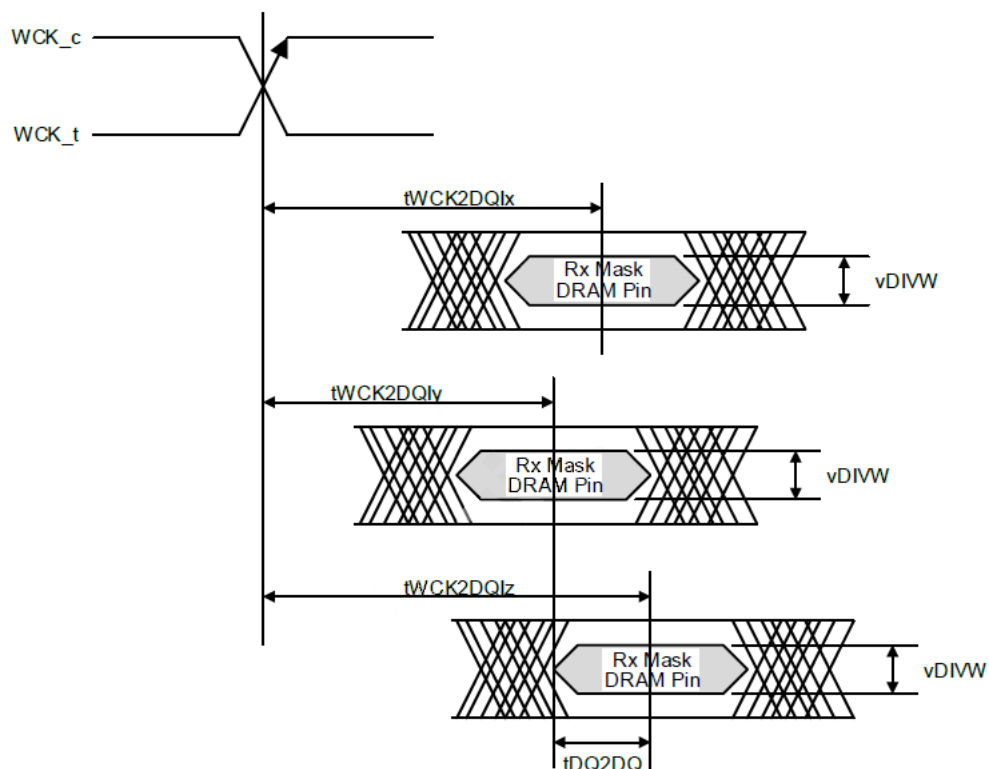 WCK_c
WCK_t
tWCK2DQIx
Rx Mask
DRAM Pin
vDIVW
tWCK2DQIy
Rx Mask
DRAM Pin
vDIVW
tWCK2DQIz
Rx Mask
DRAM Pin
vDIVW
tDQ2DQ